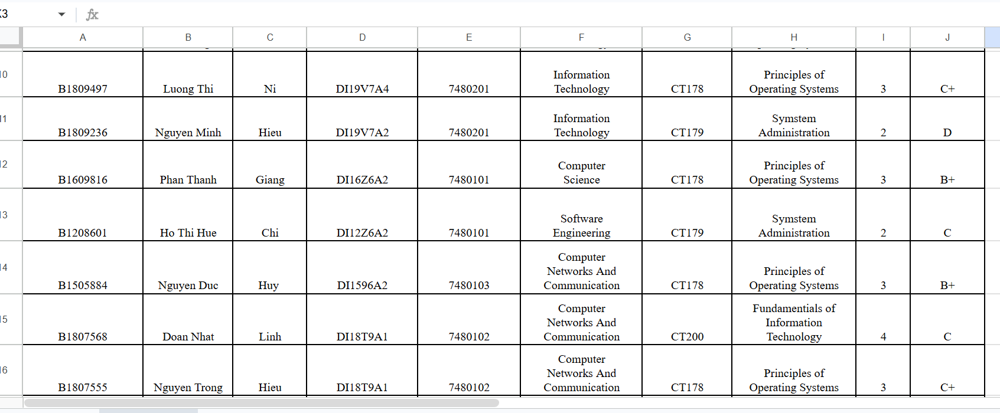 K3 fx
A B C D E F G H I J
10 B1809497 Luong Thi Ni DI19V7A4 7480201 Information Technology CT178 Principles of Operating Systems 3 C+
11 B1809236 Nguyen Minh Hieu DI19V7A2 7480201 Information Technology CT179 Symstem Administration 2 D
12 B1609816 Phan Thanh Giang DI16Z6A2 7480101 Computer Science CT178 Principles of Operating Systems 3 B+
13 B1208601 Ho Thi Hue Chi DI12Z6A2 7480101 Software Engineering CT179 Symstem Administration 2 C
14 B1505884 Nguyen Duc Huy DI1596A2 7480103 Computer Networks And Communication CT178 Principles of Operating Systems 3 B+
15 B1807568 Doan Nhat Linh DI18T9A1 7480102 Computer Networks And Communication CT200 Fundamentials of Information Technology 4 C
16 B1807555 Nguyen Trong Hieu DI18T9A1 7480102 Computer Networks And Communication CT178 Principles of Operating Systems 3 C+